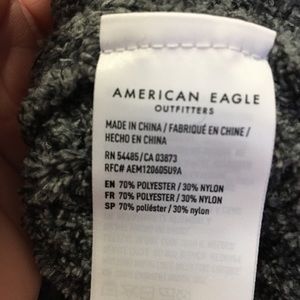 AMERICAN EAGLE
OUTFITTERS
MADE IN CHINA / FABRIQUÉ EN CHINE /
HECHO EN CHINA
RN 54485/CA 03873
RFC# AEM120605U9A
EN 70% POLYESTER / 30% NYLON
FR 70% POLYESTER / 30% NYLON
SP 70% poliéster / 30% nylon